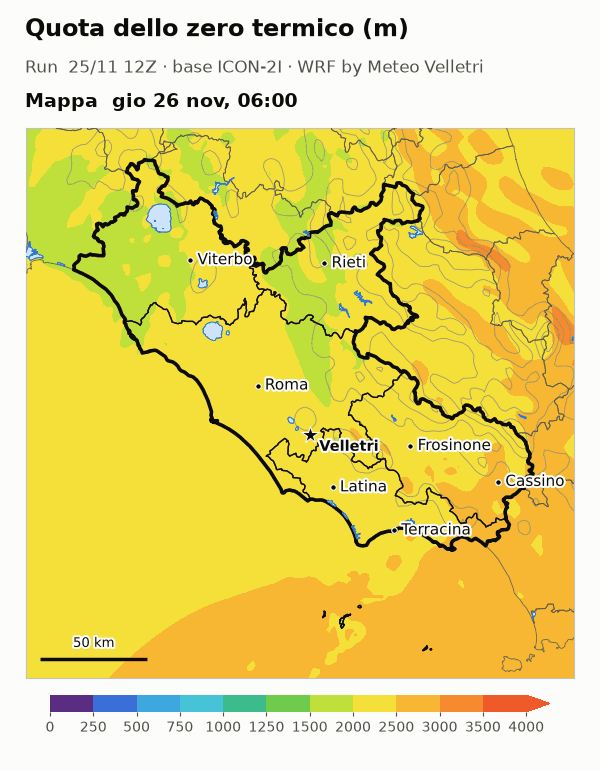 Quota dello zero termico (m)
Run  25/11 12Z · base ICON-2I · WRF by Meteo Velletri
Mappa  gio 26 nov, 06:00
Viterbo
Rieti
Roma
Velletri
Frosinone
Cassino
Latina
Terracina
50 km
0 250 500 750 1000 1250 1500 2000 2500 3000 3500 4000